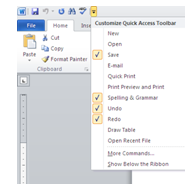 Customize Quick Access Toolbar
File Home Inse
New
Open
Save
E-mail
Quick Print
Print Preview and Print
Spelling & Grammar
Undo
Redo
Draw Table
Open Recent File
More Commands...
Show Below the Ribbon
Paste
Cut
Copy
Format Painter
Clipboard